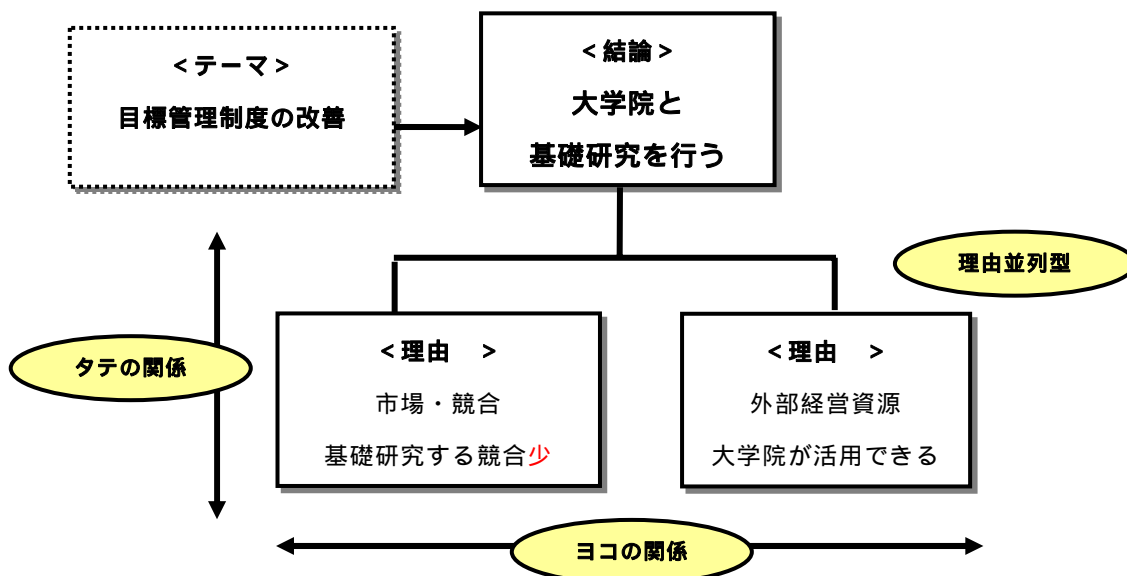 ＜テーマ＞
目標管理制度の改善
＜結論＞
大学院と
基礎研究を行う
理由並列型
タテの関係
＜理由　＞
市場・競合
基礎研究する競合少
＜理由　＞
外部経営資源
大学院が活用できる
ヨコの関係